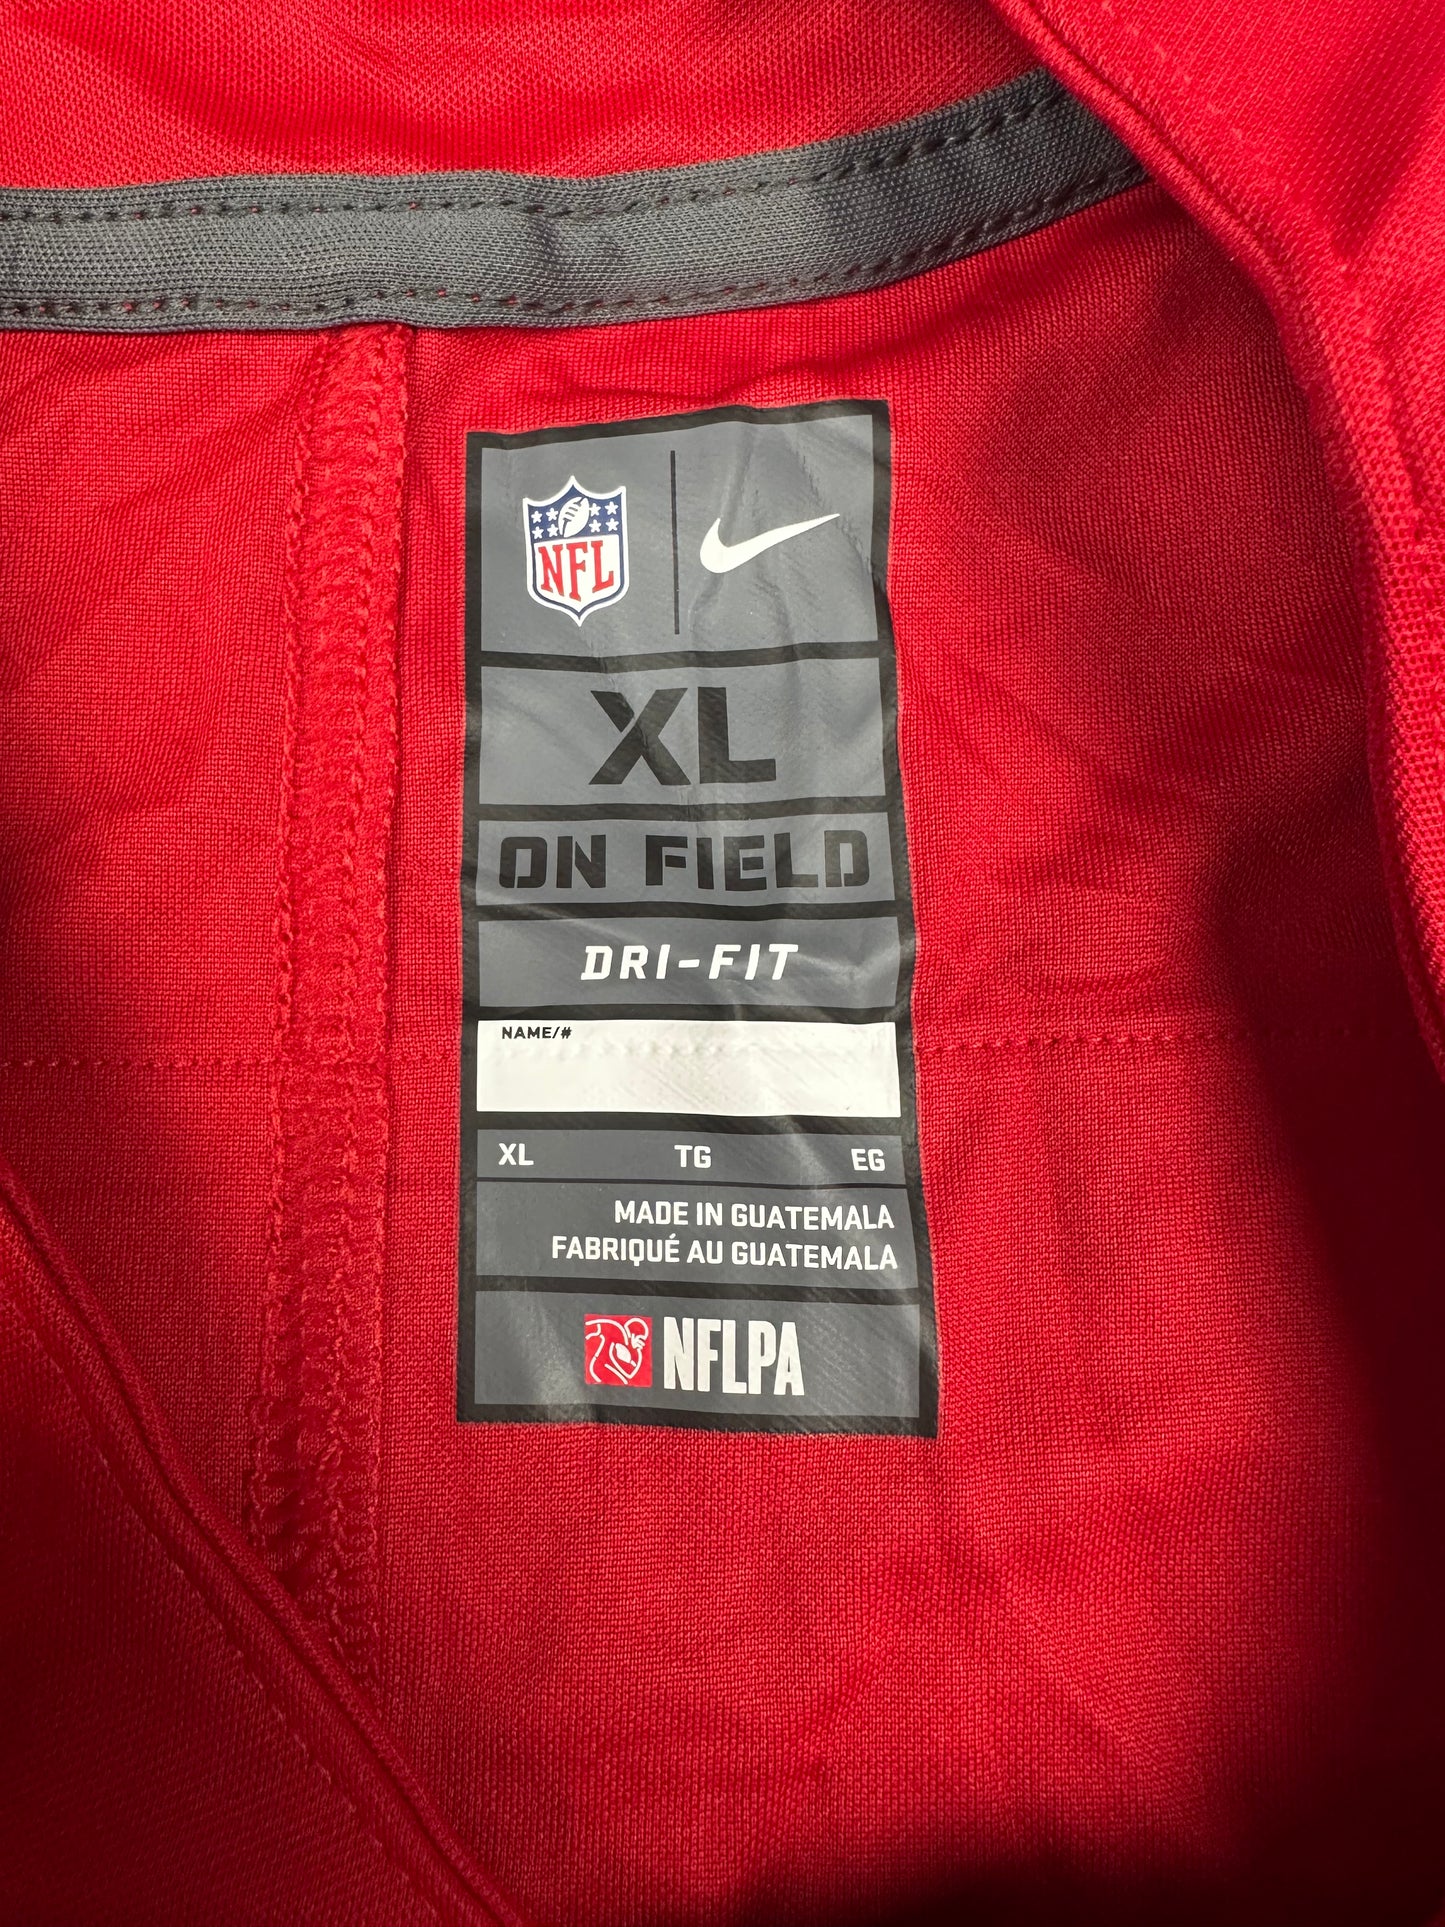 NFL
XL
ON FIELD
DRI-FIT
NAME/#
XL TG EG
MADE IN GUATEMALA
FABRIQUÉ AU GUATEMALA
NFLPA